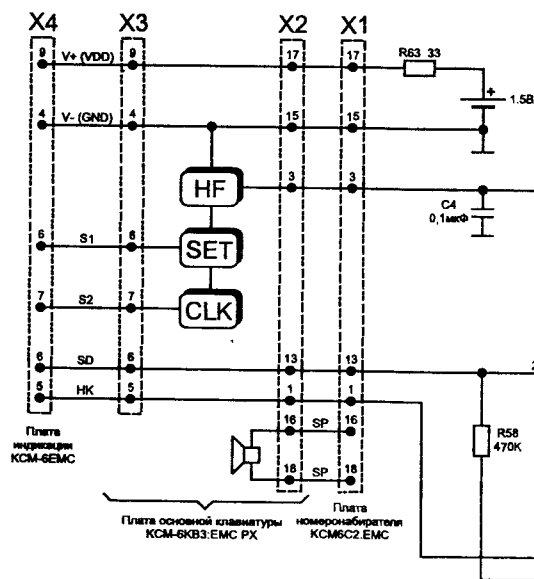 X4 X3 X2 X1
9 V+ (VDD) 9 17 17 R63 33
+
1.5В
4 V- (GND) 4 15 15
HF 3 3
C4
0,1мкФ
6 S1 6 SET
7 S2 7 CLK
6 SD 6 13 13
5 HK 5 1 1
16 SP 16
R58
470K
18 SP 18
Плата
индикации
КСМ-6ЕМС
Плата основной клавиатуры
КСМ-6КВ3:ЕМС РХ
Плата
номеронабирателя
КСМ6С2.ЕМС